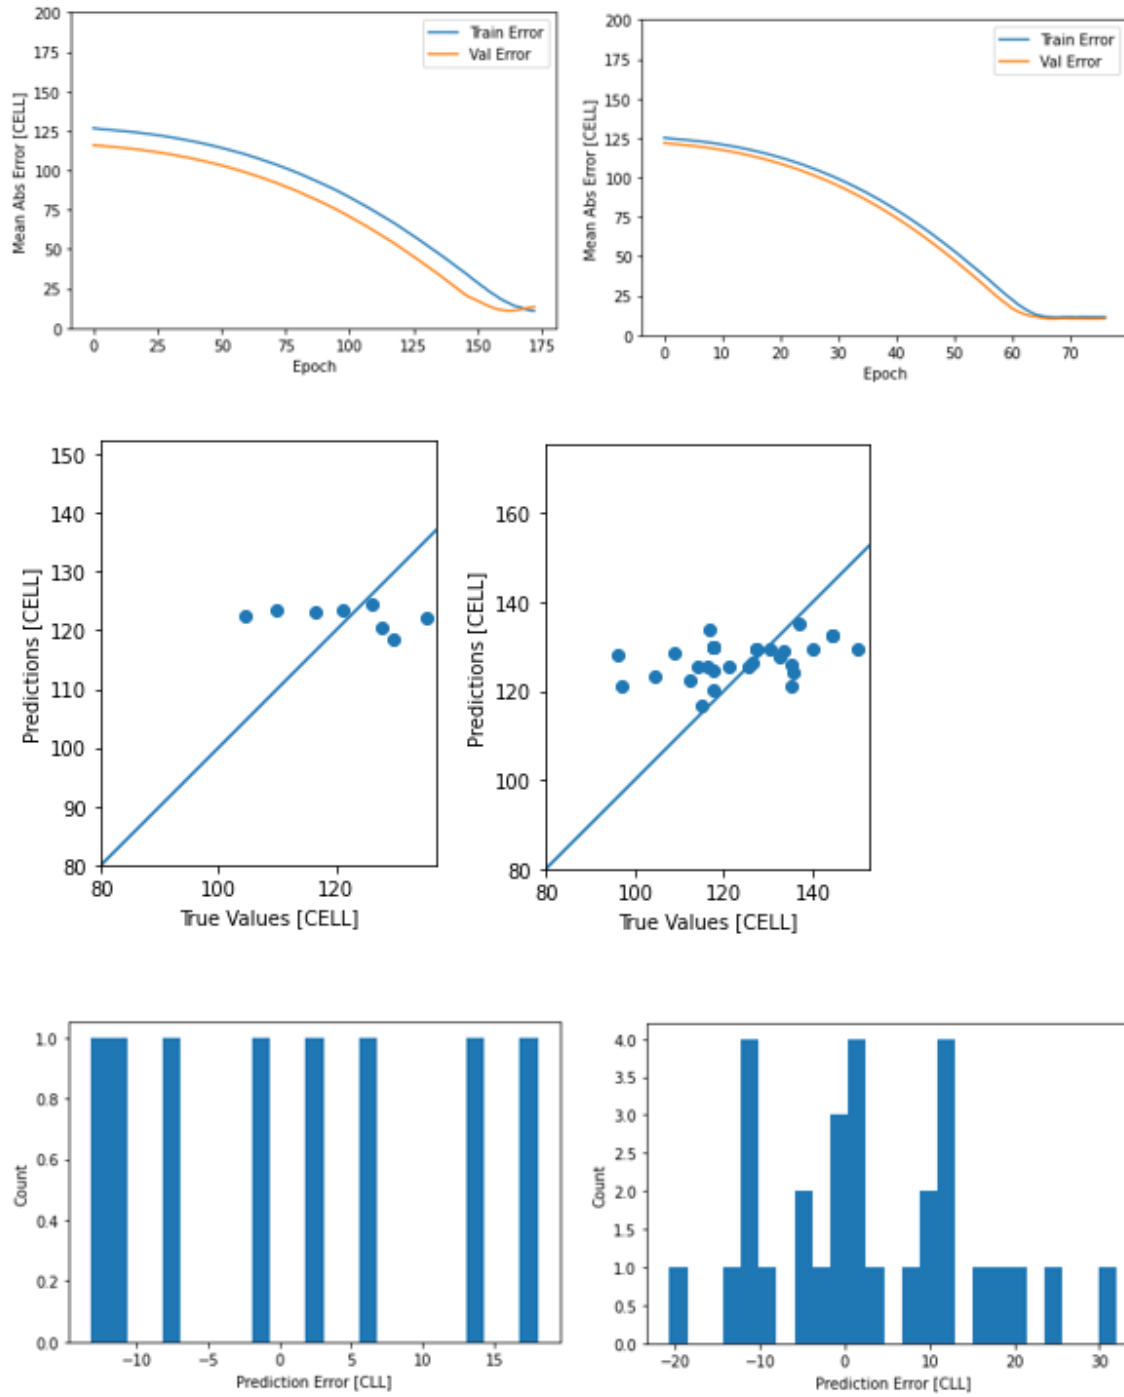 200
175
150
125
100
75
50
25
0
Mean Abs Error [CELL]
Train Error
Val Error
0 25 50 75 100 125 150 175
Epoch
200
175
150
125
100
75
50
25
0
Mean Abs Error [CELL]
Train Error
Val Error
0 10 20 30 40 50 60 70
Epoch
150
140
130
120
110
100
90
80
Predictions [CELL]
80 100 120
True Values [CELL]
160
140
120
100
80
Predictions [CELL]
80 100 120 140
True Values [CELL]
1.0
0.8
0.6
0.4
0.2
0.0
Count
−10 −5 0 5 10 15
Prediction Error [CLL]
4.0
3.5
3.0
2.5
2.0
1.5
1.0
0.5
0.0
Count
−20 −10 0 10 20 30
Prediction Error [CLL]